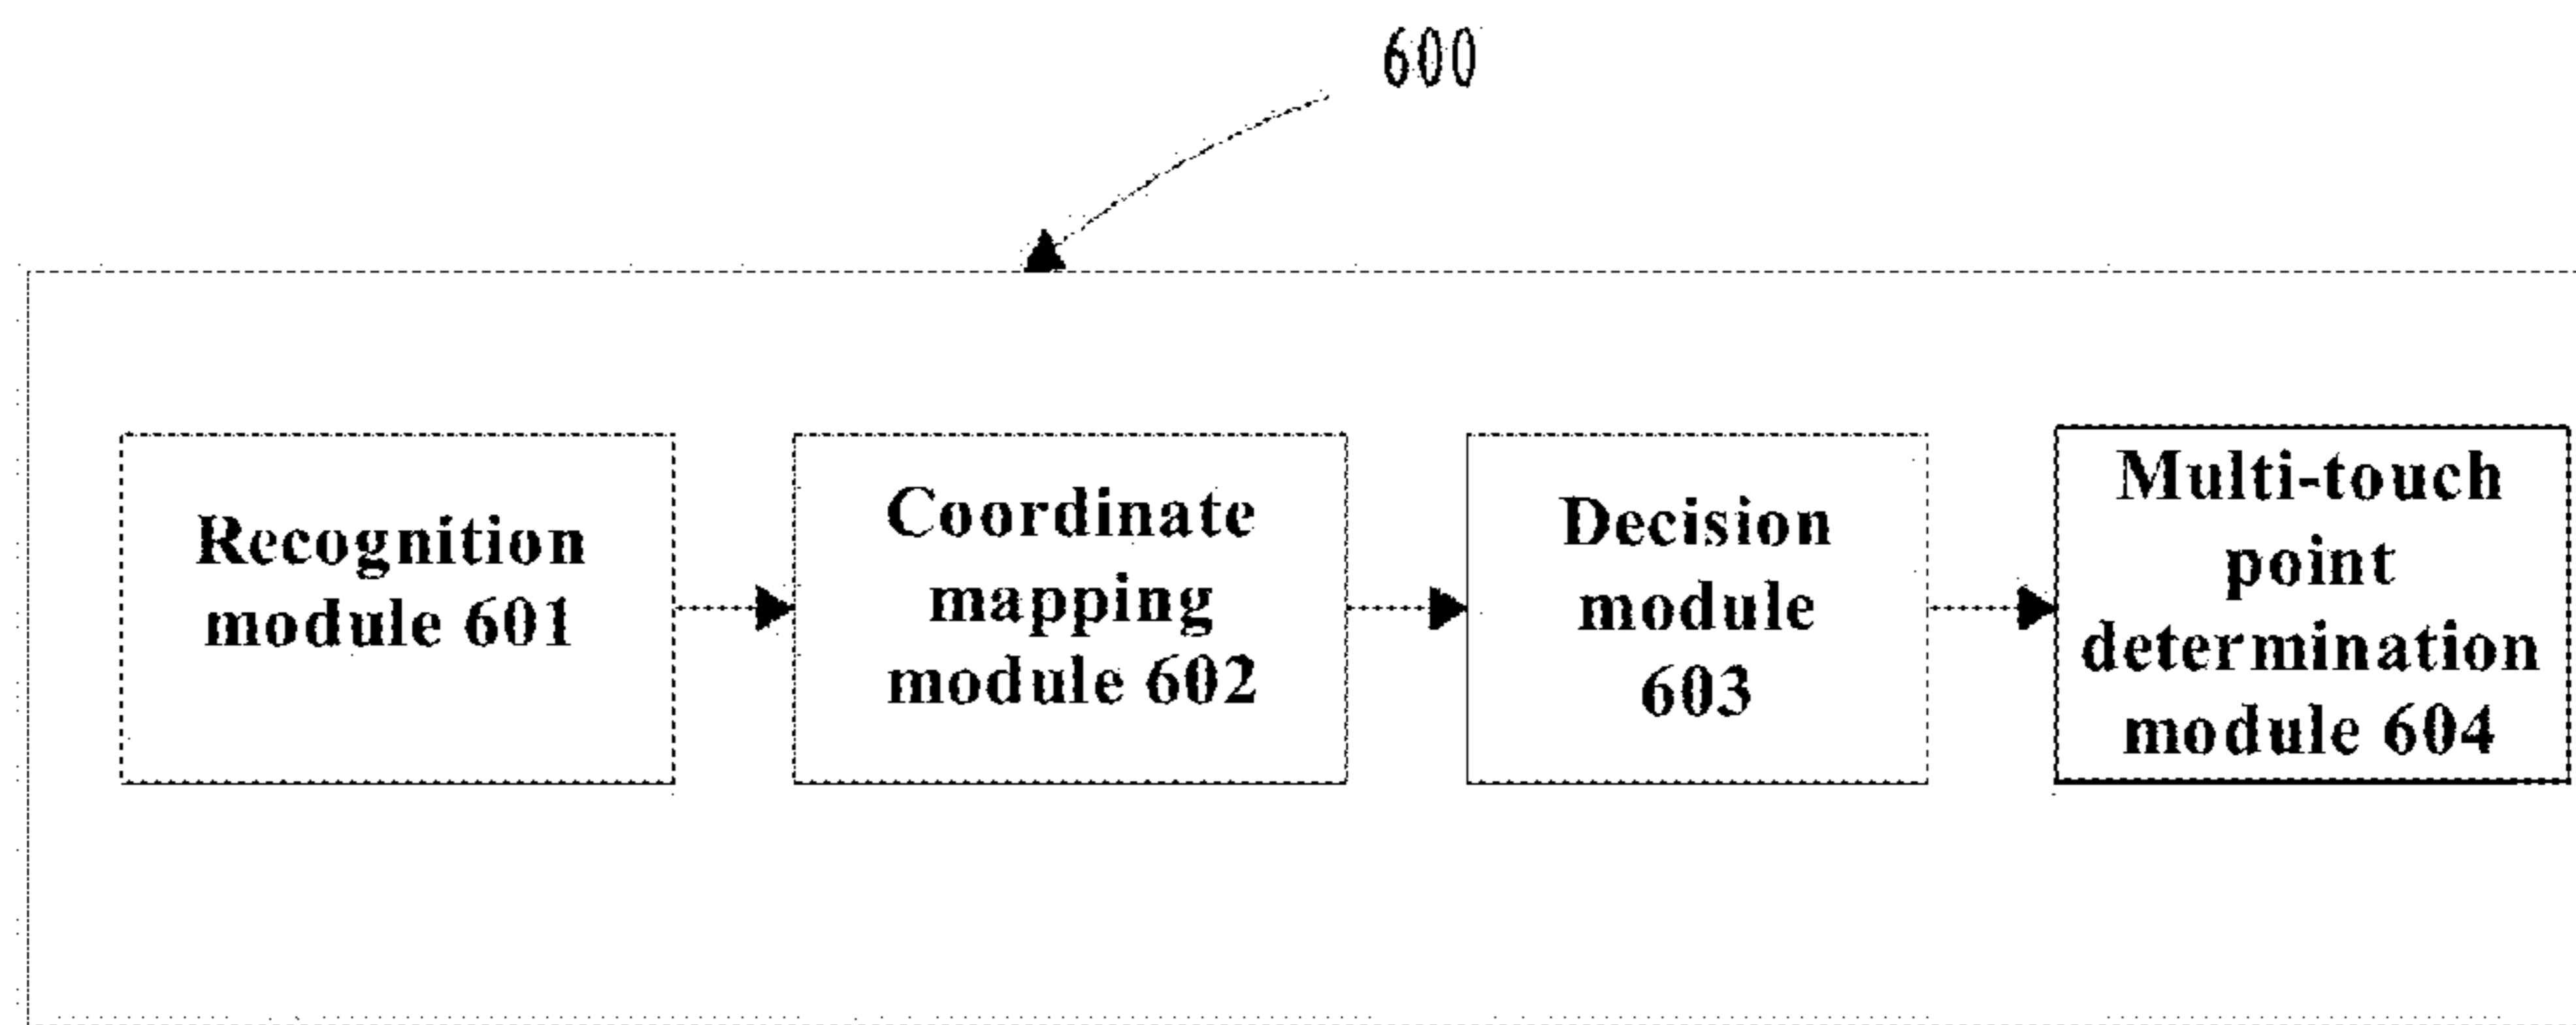 600
Recognition
module 601
Coordinate
mapping
module 602
Decision
module
603
Multi-touch
point
determination
module 604